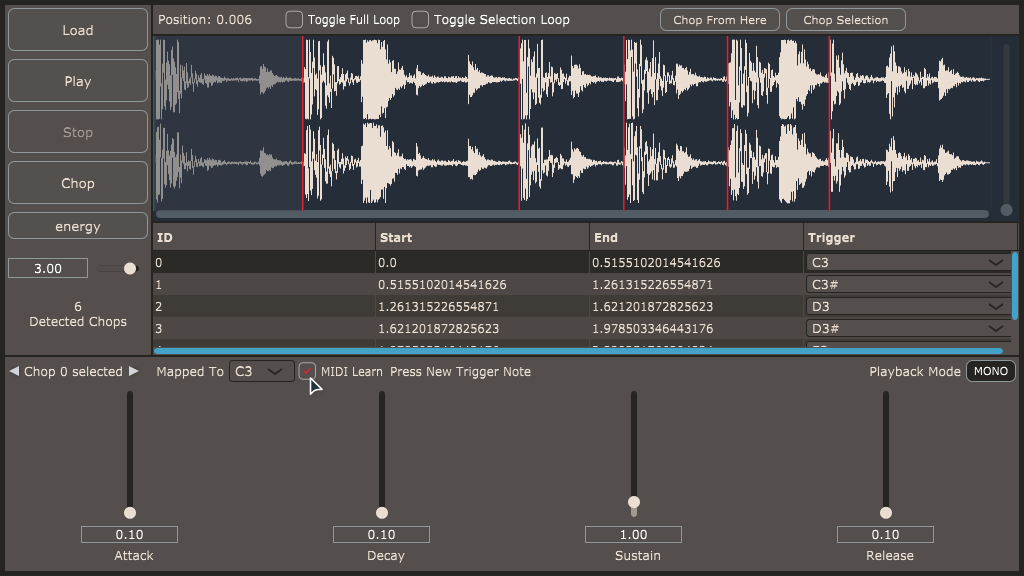 Load
Position: 0.006 Toggle Full Loop Toggle Selection Loop Chop From Here Chop Selection
Play
Stop
Chop
energy
3.00
6
Detected Chops
ID Start End Trigger
0 0.0 0.5155102014541626 C3
1 0.5155102014541626 1.261315226554871 C3#
2 1.261315226554871 1.621201872825623 D3
3 1.621201872825623 1.978503346443176 D3#
Chop 0 selected Mapped To C3 MIDI Learn Press New Trigger Note Playback Mode MONO
0.10 0.10 1.00 0.10
Attack Decay Sustain Release